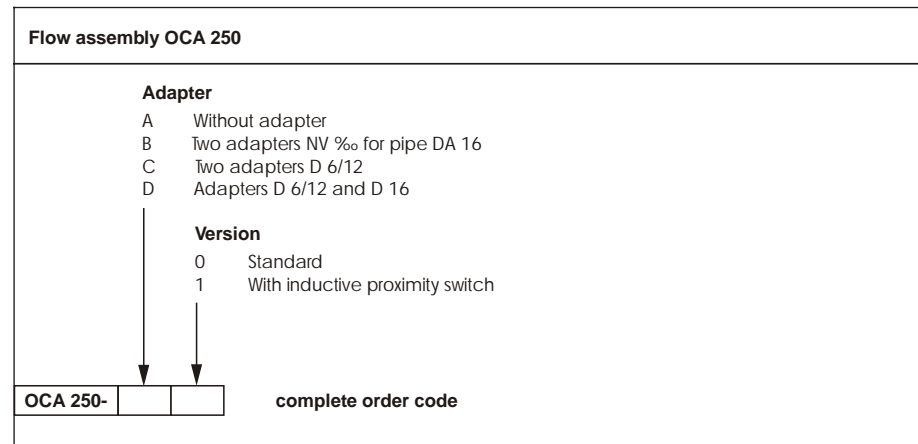 Flow assembly OCA 250
Adapter
A Without adapter
B Two adapters NV ‰ for pipe DA 16
C Two adapters D 6/12
D Adapters D 6/12 and D 16
Version
0 Standard
1 With inductive proximity switch
OCA 250- complete order code